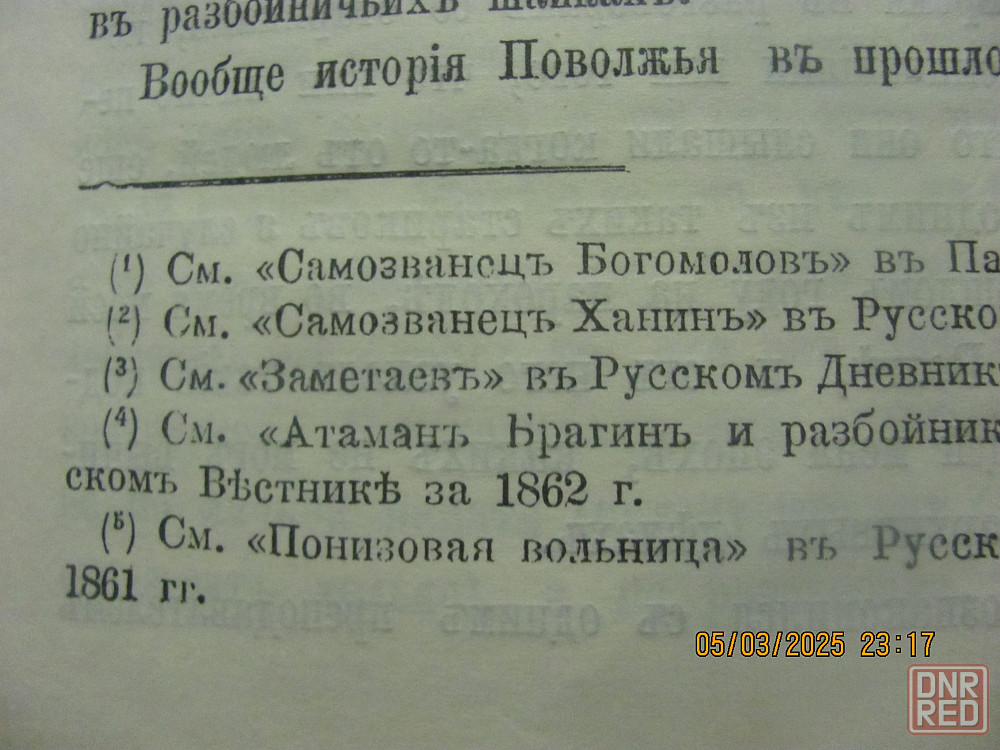 въ разбойничьихъ шайкахъ.
Вообще исторія Поволжья въ прошло
(¹) См. «Самозванецъ Богомоловъ» въ Па
(²) См. «Самозванецъ Ханинъ» въ Русско
(³) См. «Заметаевъ» въ Русскомъ Дневник
(⁴) См. «Атаманъ Брагинъ и разбойник
скомъ Вѣстникѣ за 1862 г.
(⁵) См. «Понизовая вольница» въ Русск
1861 гг.
05/03/2025 23:17
DNR
RED